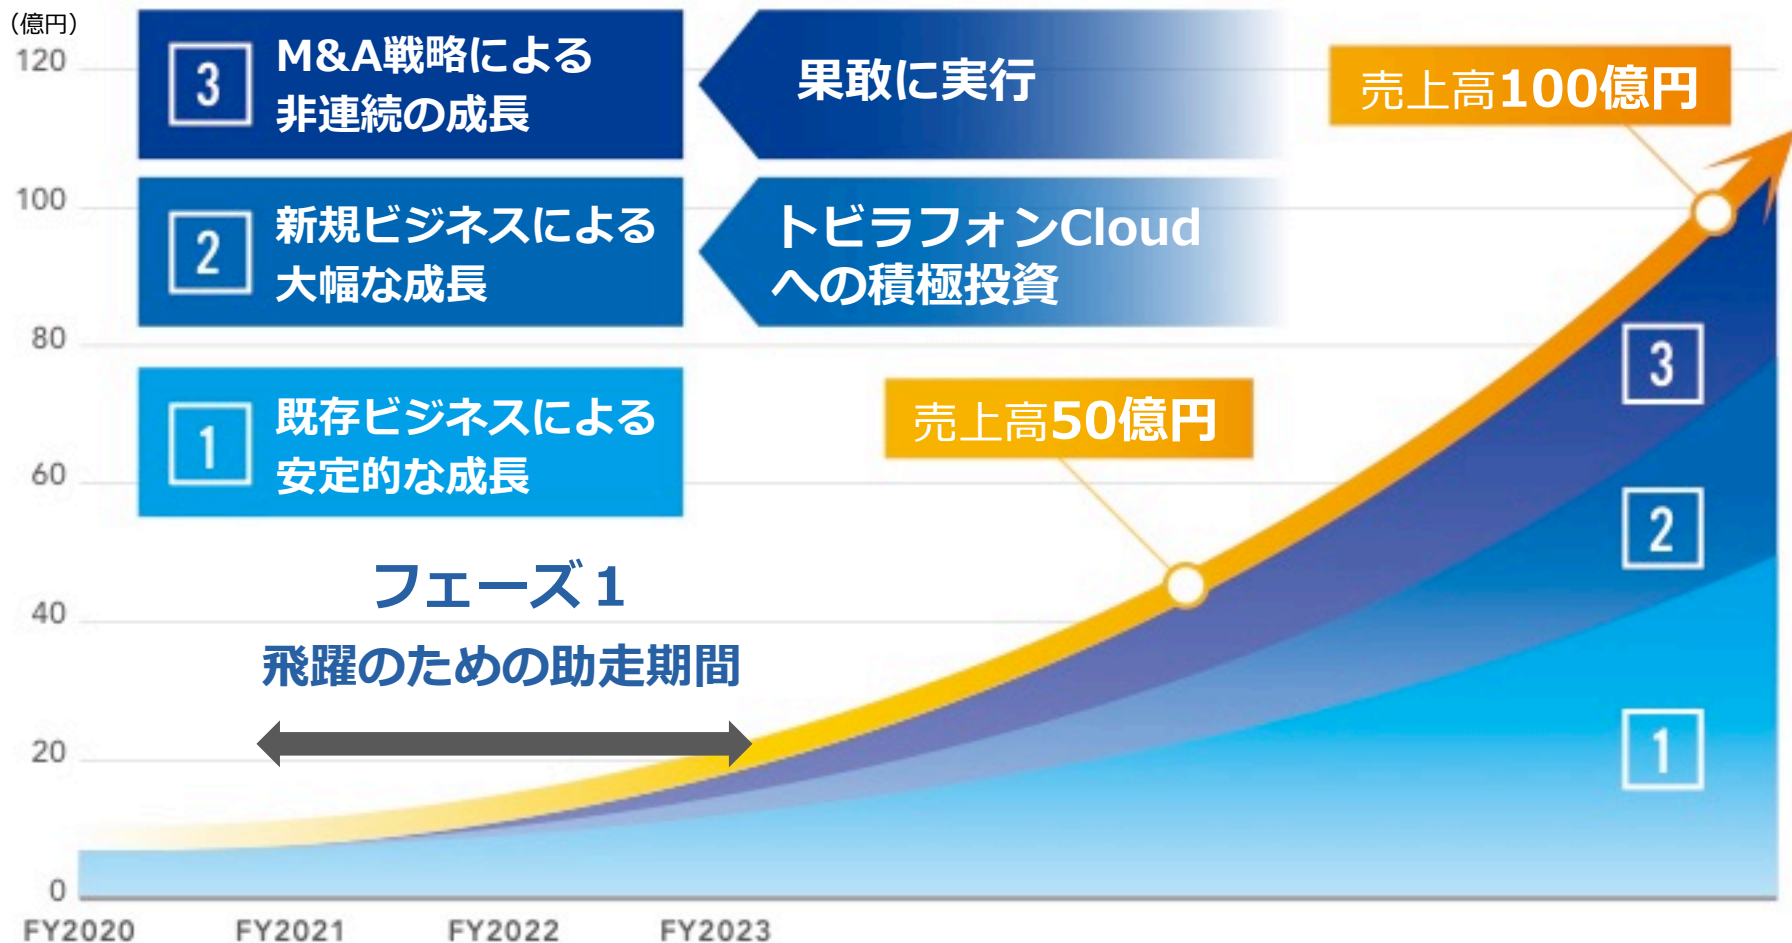 （億円）
120
100
80
60
40
20
0
3
M&A戦略による
非連続の成長
果敢に実行
2
新規ビジネスによる
大幅な成長
トビラフォンCloud
への積極投資
1
既存ビジネスによる
安定的な成長
売上高100億円
売上高50億円
フェーズ１
飛躍のための助走期間
3
2
1
FY2020
FY2021
FY2022
FY2023